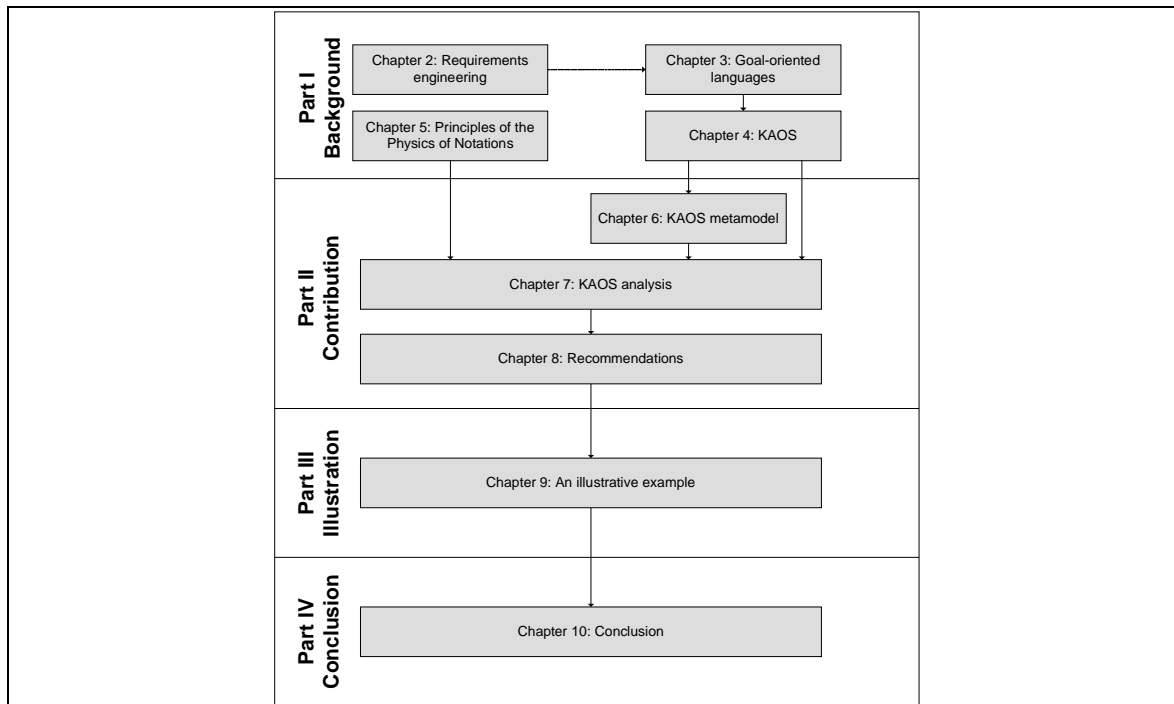 Part I
Background
Chapter 2: Requirements
engineering
Chapter 3: Goal-oriented
languages
Chapter 5: Principles of the
Physics of Notations
Chapter 4: KAOS
Part II
Contribution
Chapter 6: KAOS metamodel
Chapter 7: KAOS analysis
Chapter 8: Recommendations
Part III
Illustration
Chapter 9: An illustrative example
Part IV
Conclusion
Chapter 10: Conclusion